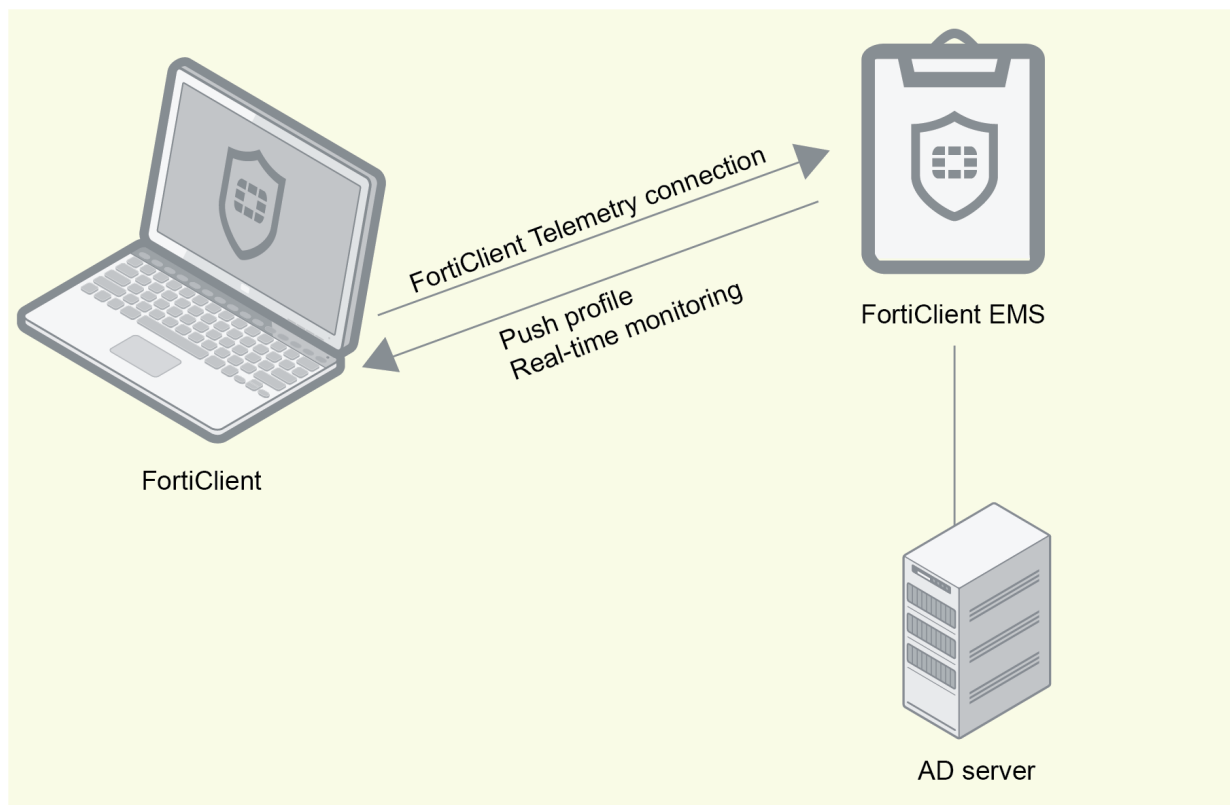 FortiClient Telemetry connection
Push profile
Real-time monitoring
FortiClient EMS
FortiClient
AD server